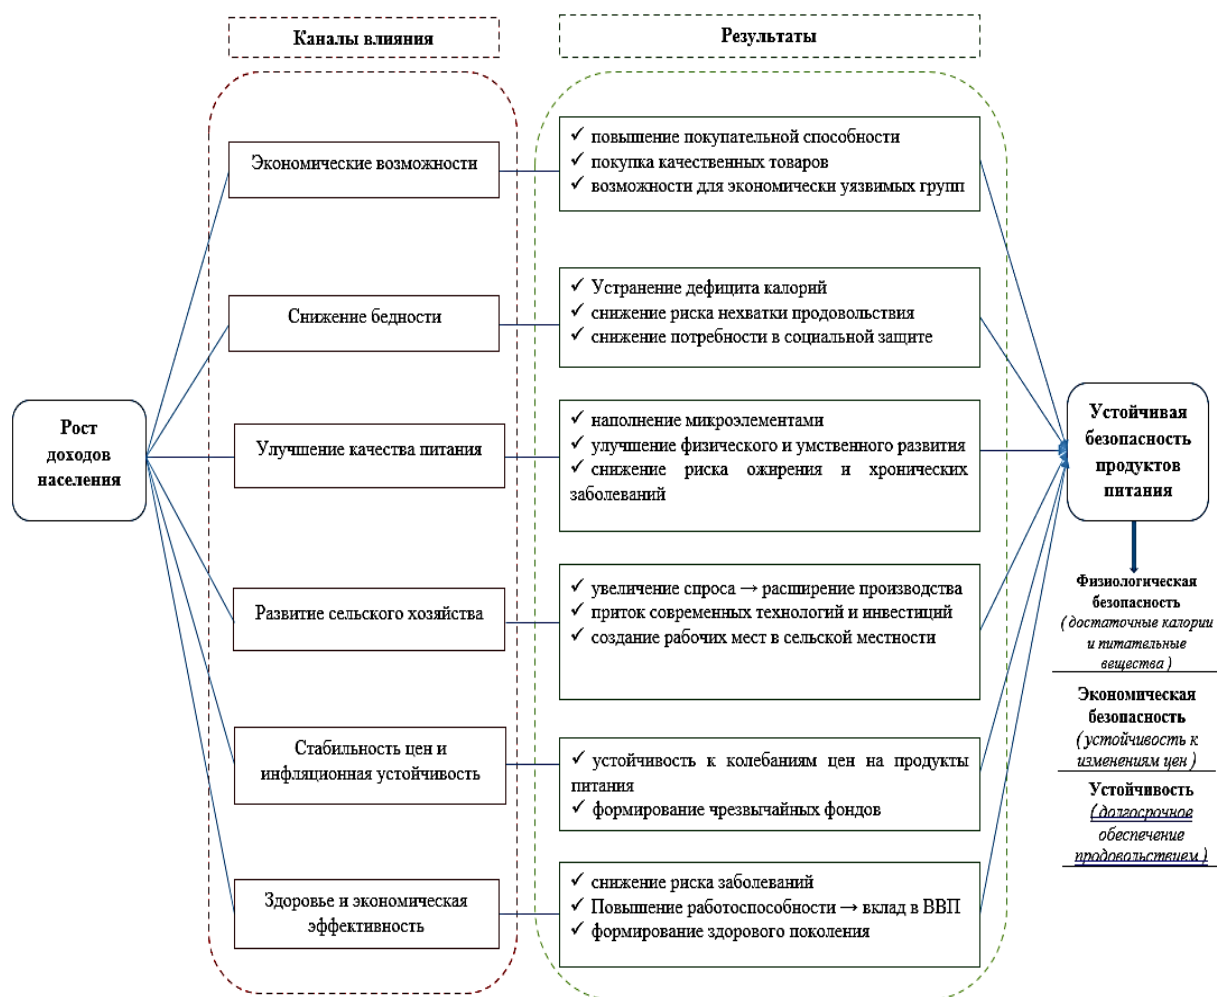 Каналы влияния
Результаты
Рост
доходов
населения
Экономические возможности
✓ повышение покупательной способности
✓ покупка качественных товаров
✓ возможности для экономически уязвимых групп
Снижение бедности
✓ Устранение дефицита калорий
✓ снижение риска нехватки продовольствия
✓ снижение потребности в социальной защите
Улучшение качества питания
✓ наполнение микроэлементами
✓ улучшение физического и умственного развития
✓ снижение риска ожирения и хронических
заболеваний
Развитие сельского хозяйства
✓ увеличение спроса → расширение производства
✓ приток современных технологий и инвестиций
✓ создание рабочих мест в сельской местности
Стабильность цен и
инфляционная устойчивость
✓ устойчивость к колебаниям цен на продукты
питания
✓ формирование чрезвычайных фондов
Здоровье и экономическая
эффективность
✓ снижение риска заболеваний
✓ Повышение работоспособности → вклад в ВВП
✓ формирование здорового поколения
Устойчивая
безопасность
продуктов
питания
Физиологическая
безопасность
( достаточные калории
и питательные
вещества )
Экономическая
безопасность
( устойчивость к
изменениям цен )
Устойчивость
( долгосрочное
обеспечение
продовольствием )